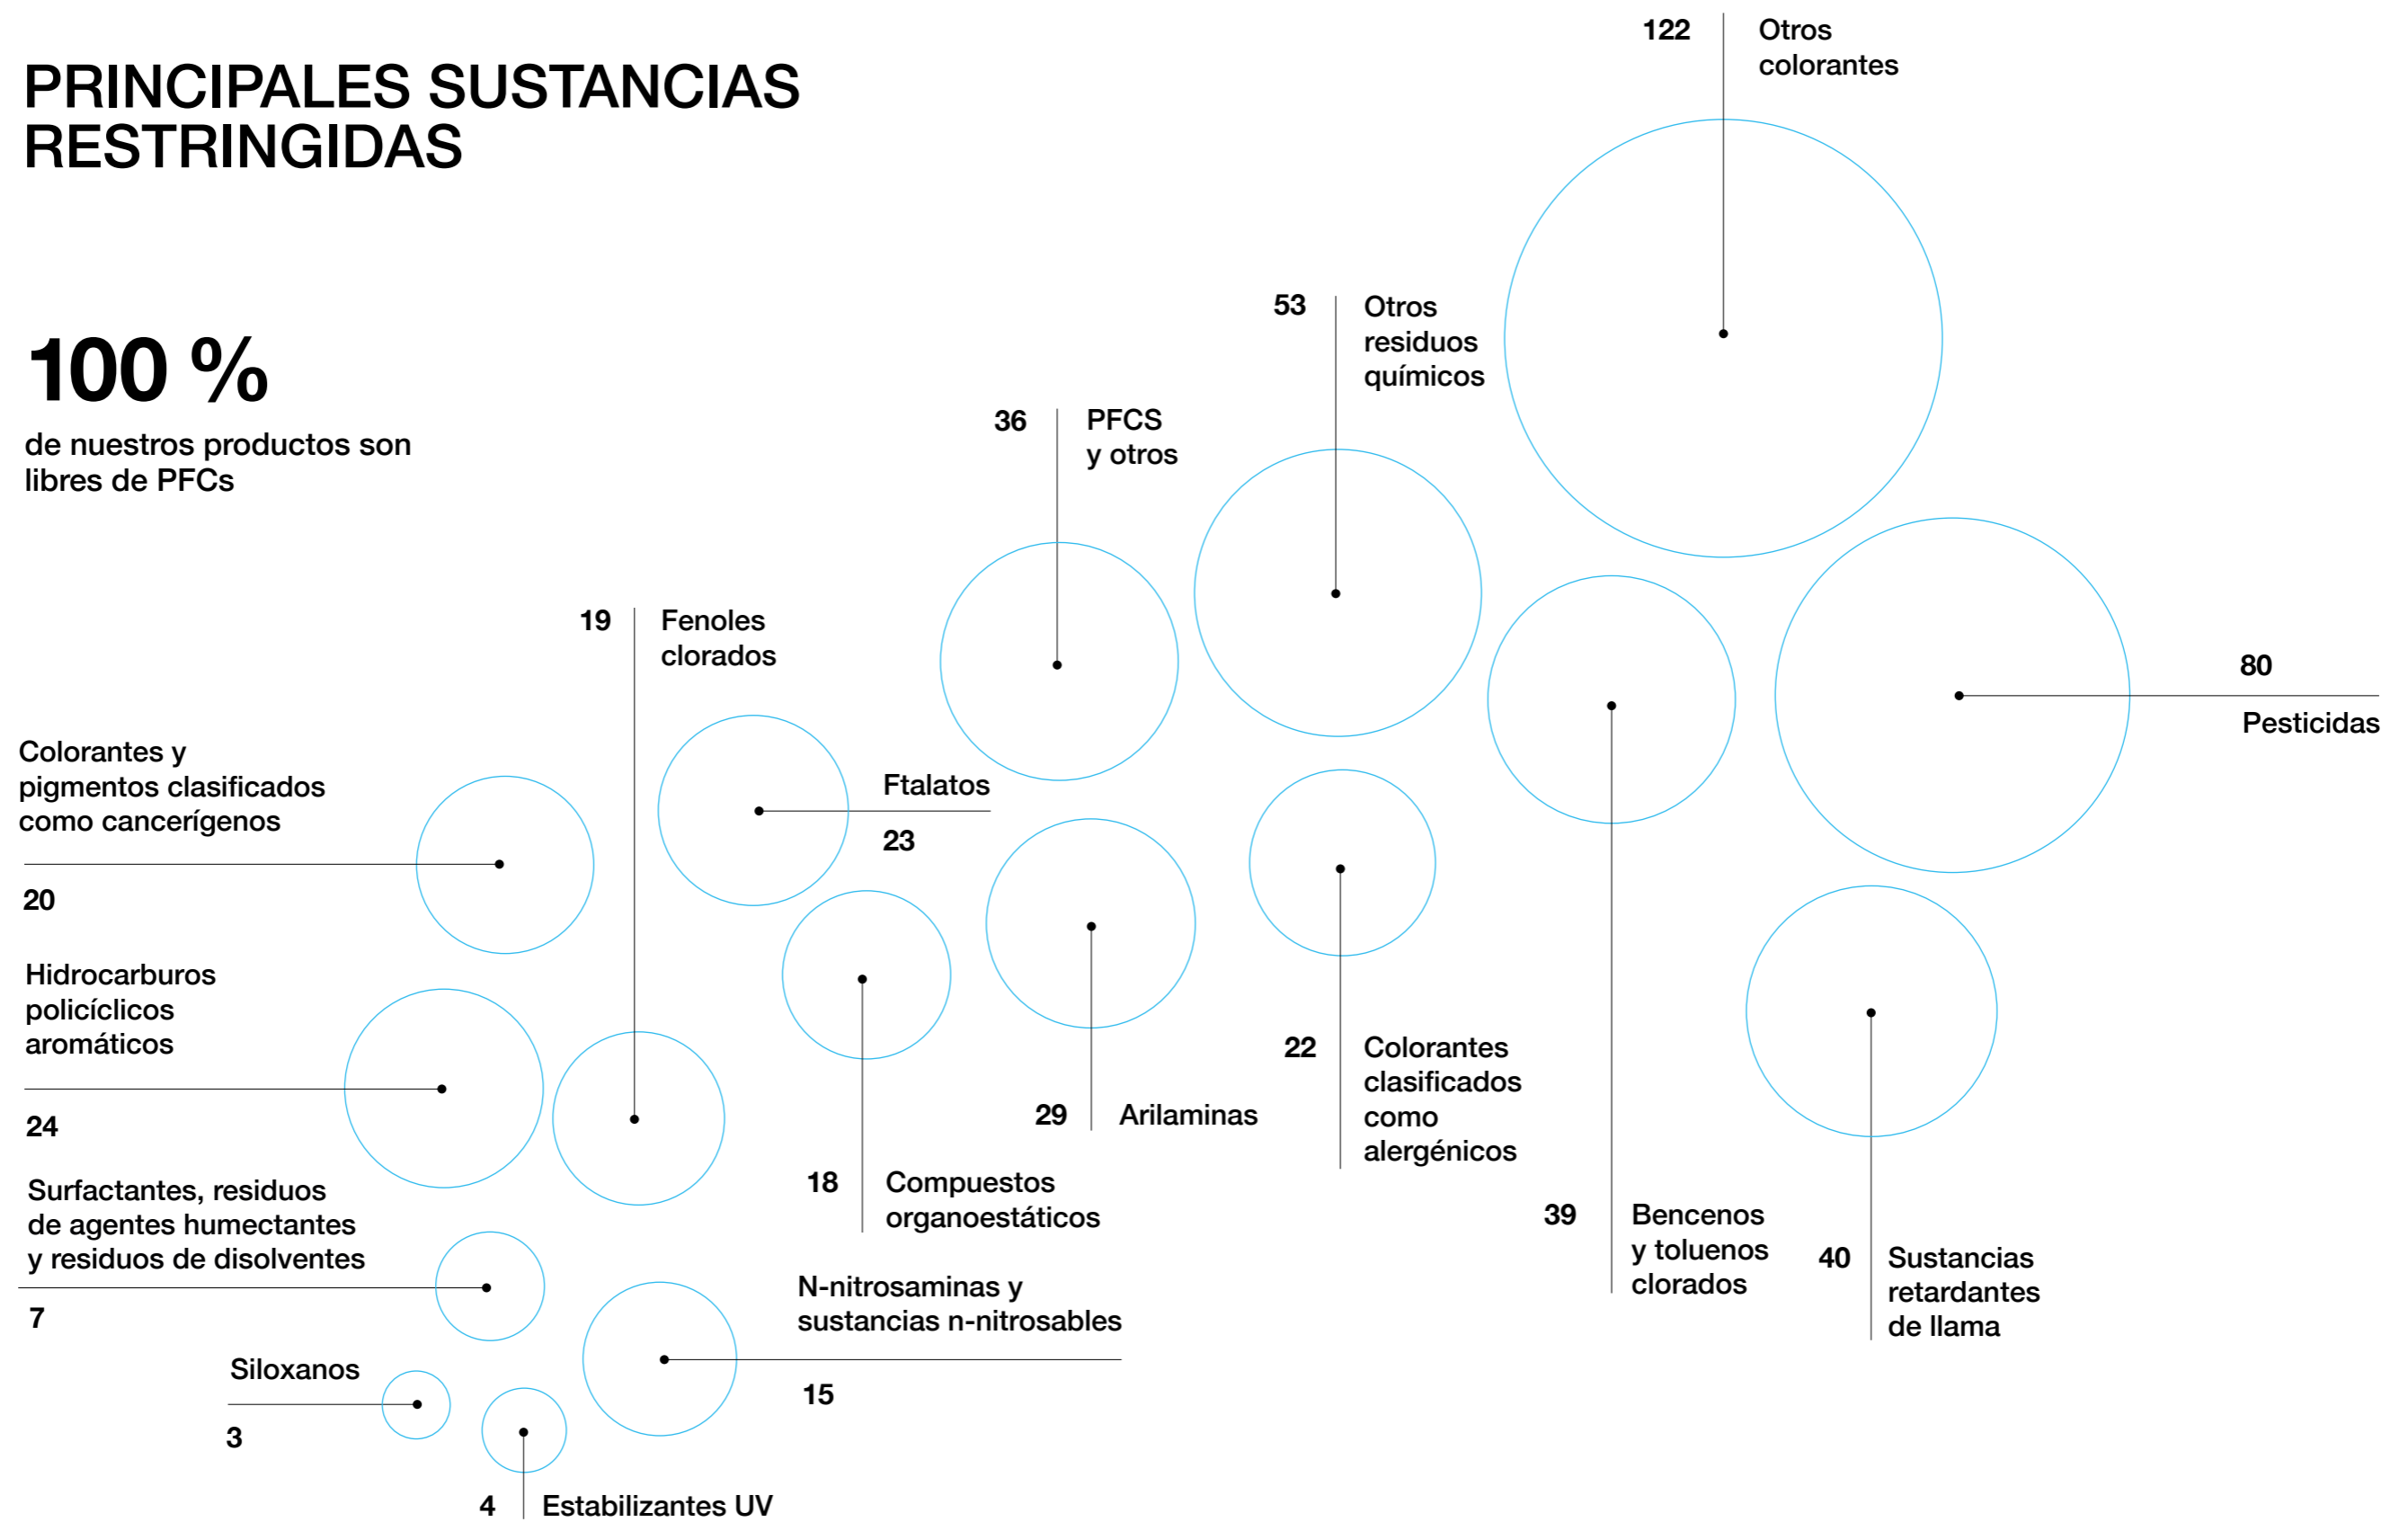 PRINCIPALES SUSTANCIAS
RESTRINGIDAS
100 %
de nuestros productos son
libres de PFCs
122
Otros
colorantes
53
Otros
residuos
químicos
36
PFCS
y otros
19
Fenoles
clorados
80
Pesticidas
Colorantes y
pigmentos clasificados
como cancerígenos
20
Ftalatos
23
Hidrocarburos
policíclicos
aromáticos
24
22
Colorantes
clasificados
como
alergénicos
29
Arilaminas
18
Compuestos
organoestáticos
Surfactantes, residuos
de agentes humectantes
y residuos de disolventes
7
39
Bencenos
y toluenos
clorados
40
Sustancias
retardantes
de llama
N-nitrosaminas y
sustancias n-nitrosables
15
Siloxanos
3
4
Estabilizantes UV